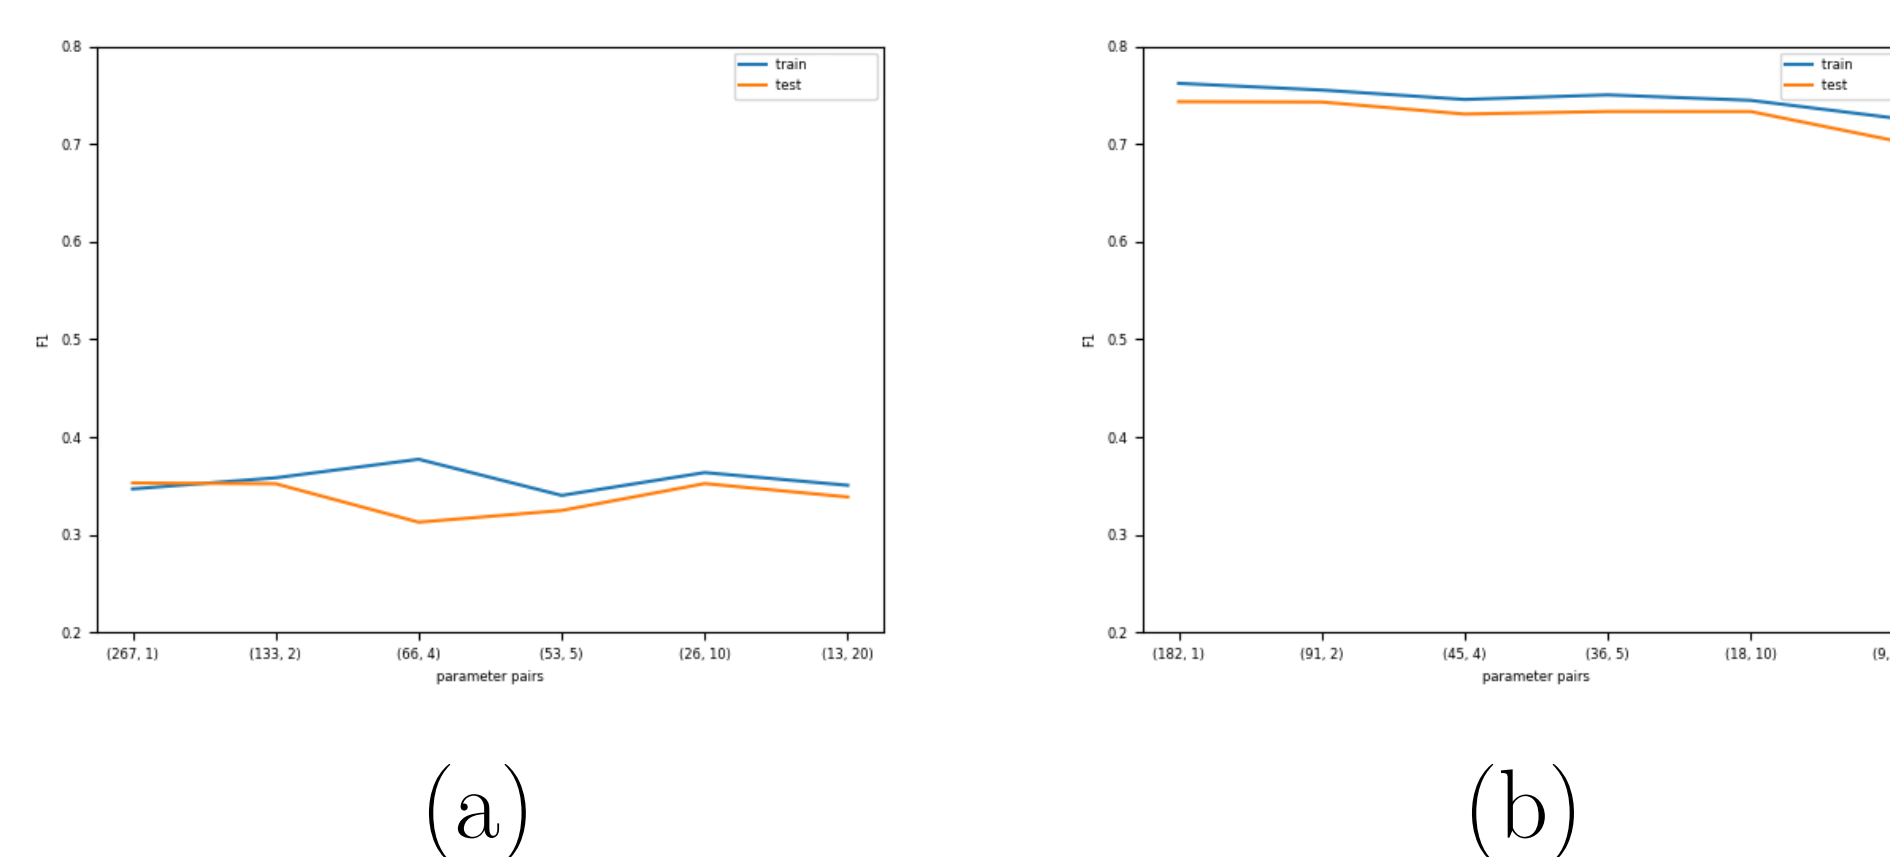 0.8
0.7
0.6
0.5
0.4
0.3
0.2
F1
train
test
(267, 1)
(133, 2)
(66, 4)
(53, 5)
(26, 10)
(13, 20)
parameter pairs
(a)
0.8
0.7
0.6
0.5
0.4
0.3
0.2
F1
train
test
(182, 1)
(91, 2)
(45, 4)
(36, 5)
(18, 10)
(9,
parameter pairs
(b)